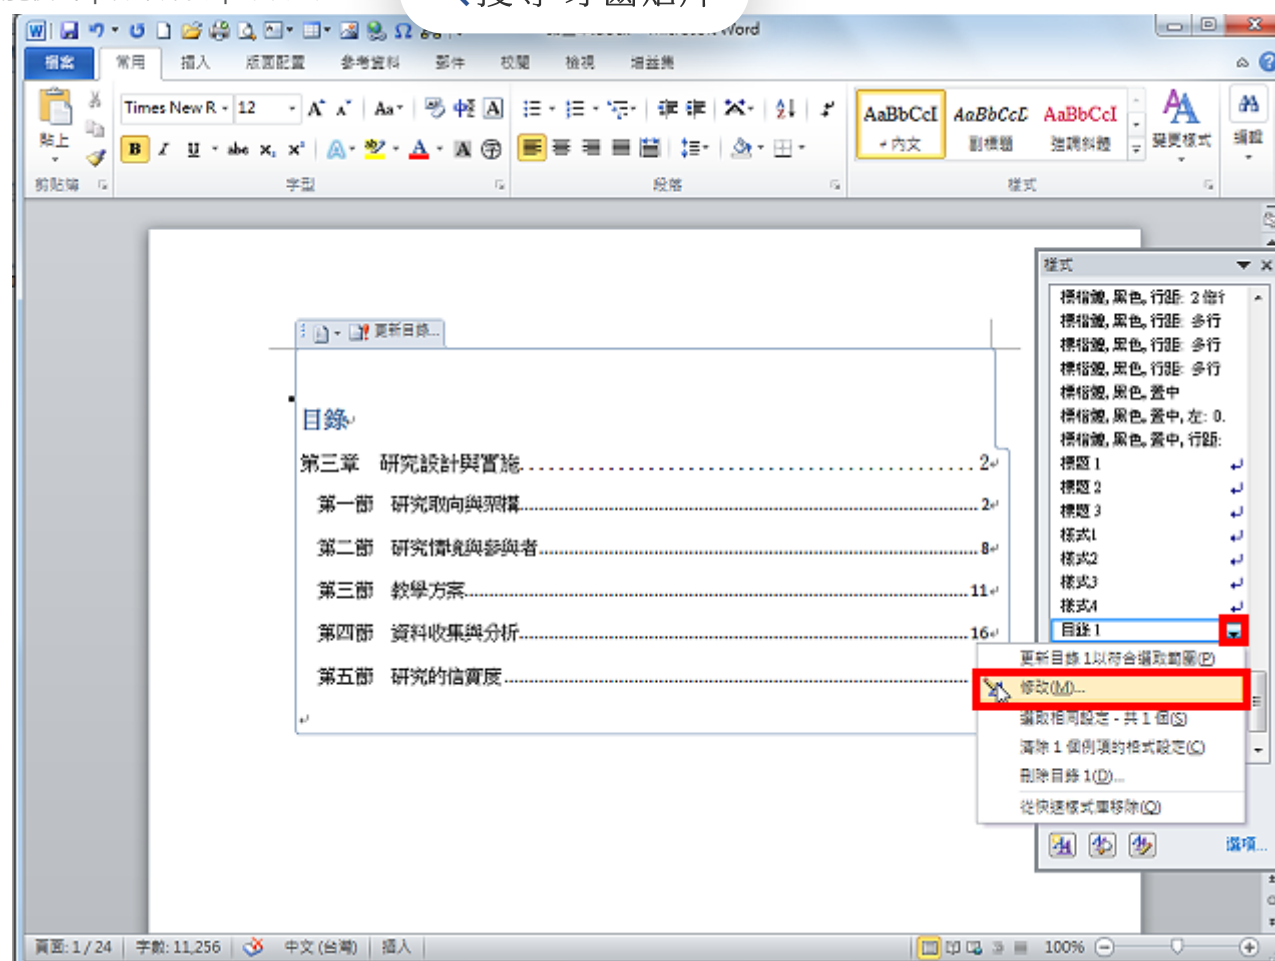 Word
檔案 常用 插入 版面配置 參考資料 郵件 校閱 檢視 增益集
Times New R 12
貼上
AaBbCcI AaBbCcD AaBbCcI
內文 副標題 強調斜體 變更樣式 編輯
剪貼簿 字型 段落 樣式
樣式
標楷體, 黑色, 行距: 2 倍行
標楷體, 黑色, 行距: 多行
標楷體, 黑色, 行距: 多行
標楷體, 黑色, 行距: 多行
標楷體, 黑色, 置中
標楷體, 黑色, 置中, 左: 0.
標楷體, 黑色, 置中, 行距:
標題 1
標題 2
標題 3
樣式1
樣式2
樣式3
樣式4
目錄 1
更新目錄...
目錄
第三章 研究設計與實施 2
第一節 研究取向與架構 2
第二節 研究情境與參與者 8
第三節 教學方案 11
第四節 資料收集與分析 16
第五節 研究的信實度
更新目錄 1以符合選取範圍(P)
修改(M)...
選取相同設定 - 共 1 個(S)
清除 1 個例項的格式設定(C)
刪除目錄 1(D)...
從快速樣式庫移除(Q)
選項...
頁面: 1 / 24 字數: 11,256 中文 (台灣) 插入 100%